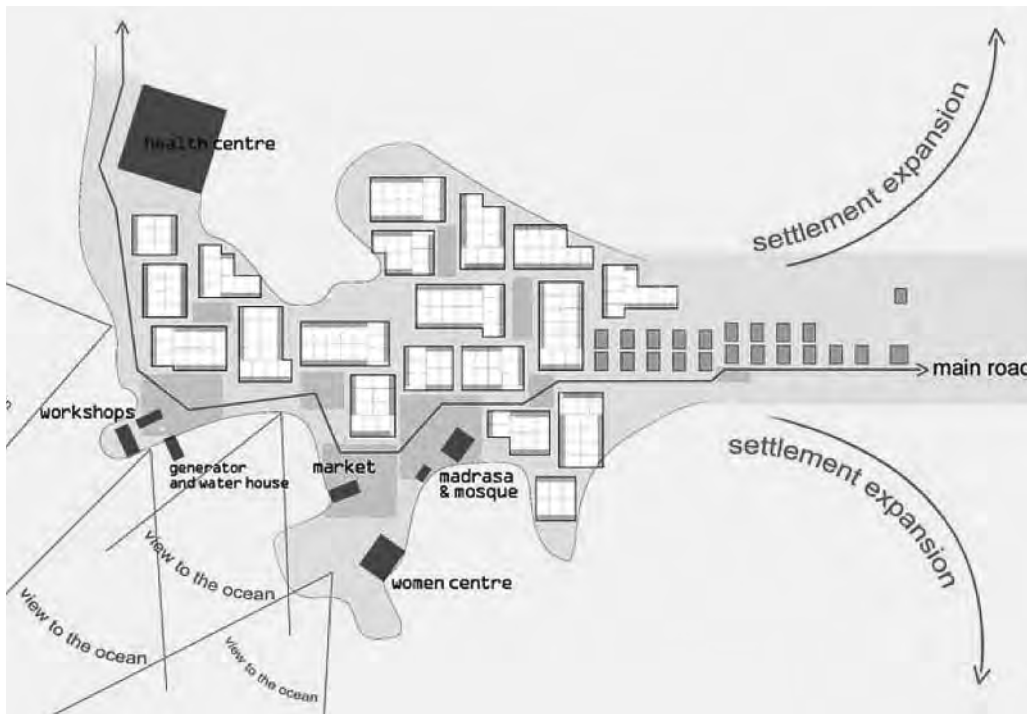 health centre
settlement expansion
main road
workshops
generator
and water house
market
madrasa
& mosque
settlement expansion
women centre
view to the ocean
view to the ocean
view to the ocean